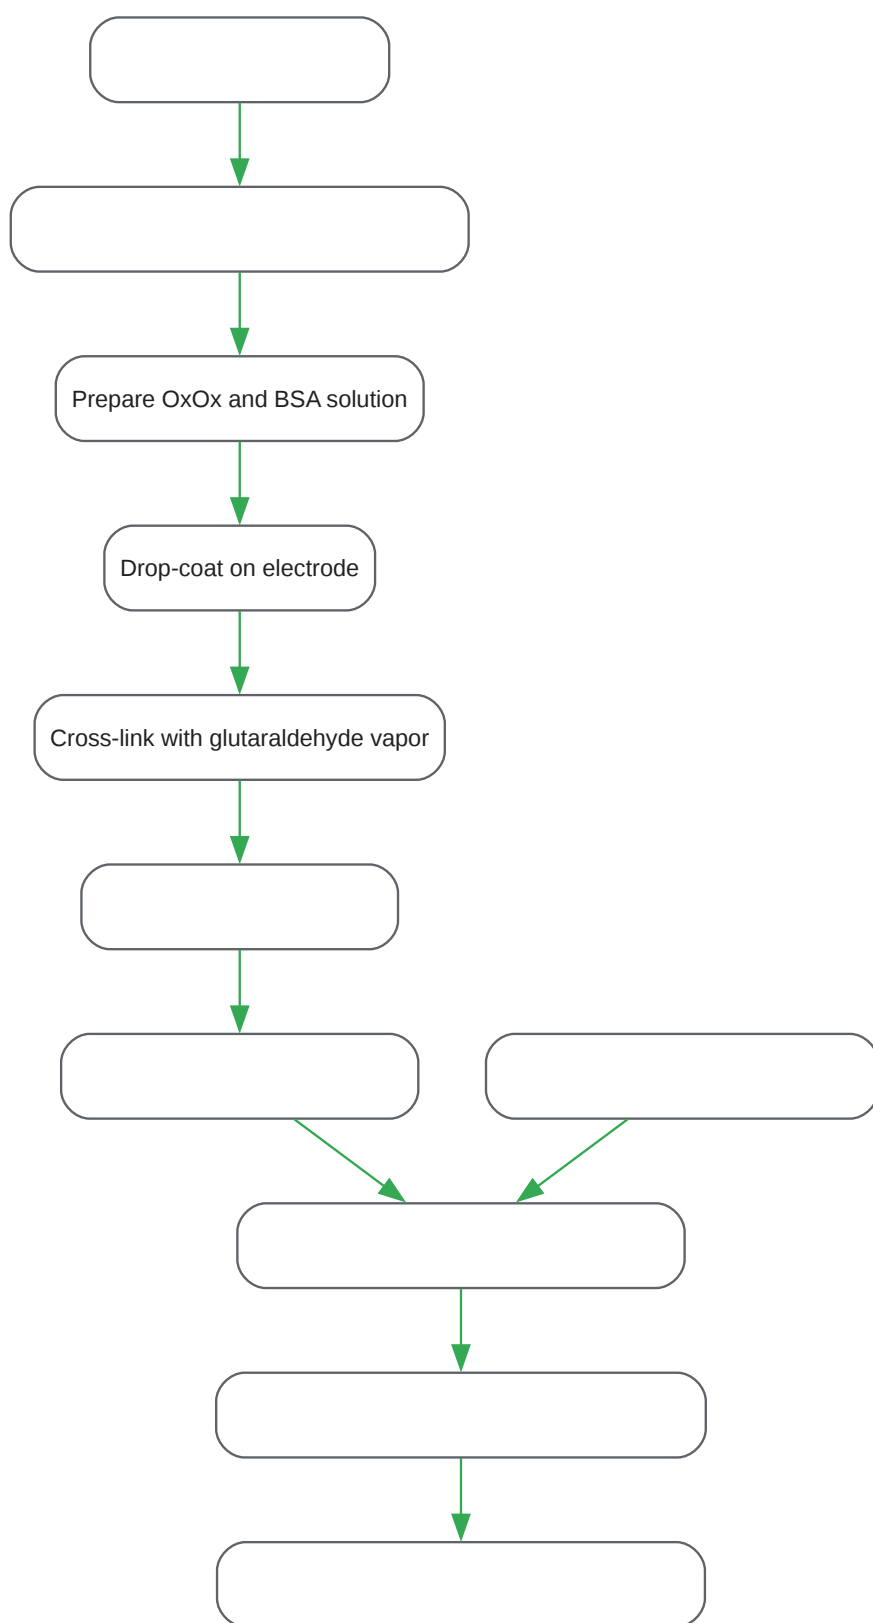 Prepare OxOx and BSA solution
Drop-coat on electrode
Cross-link with glutaraldehyde vapor